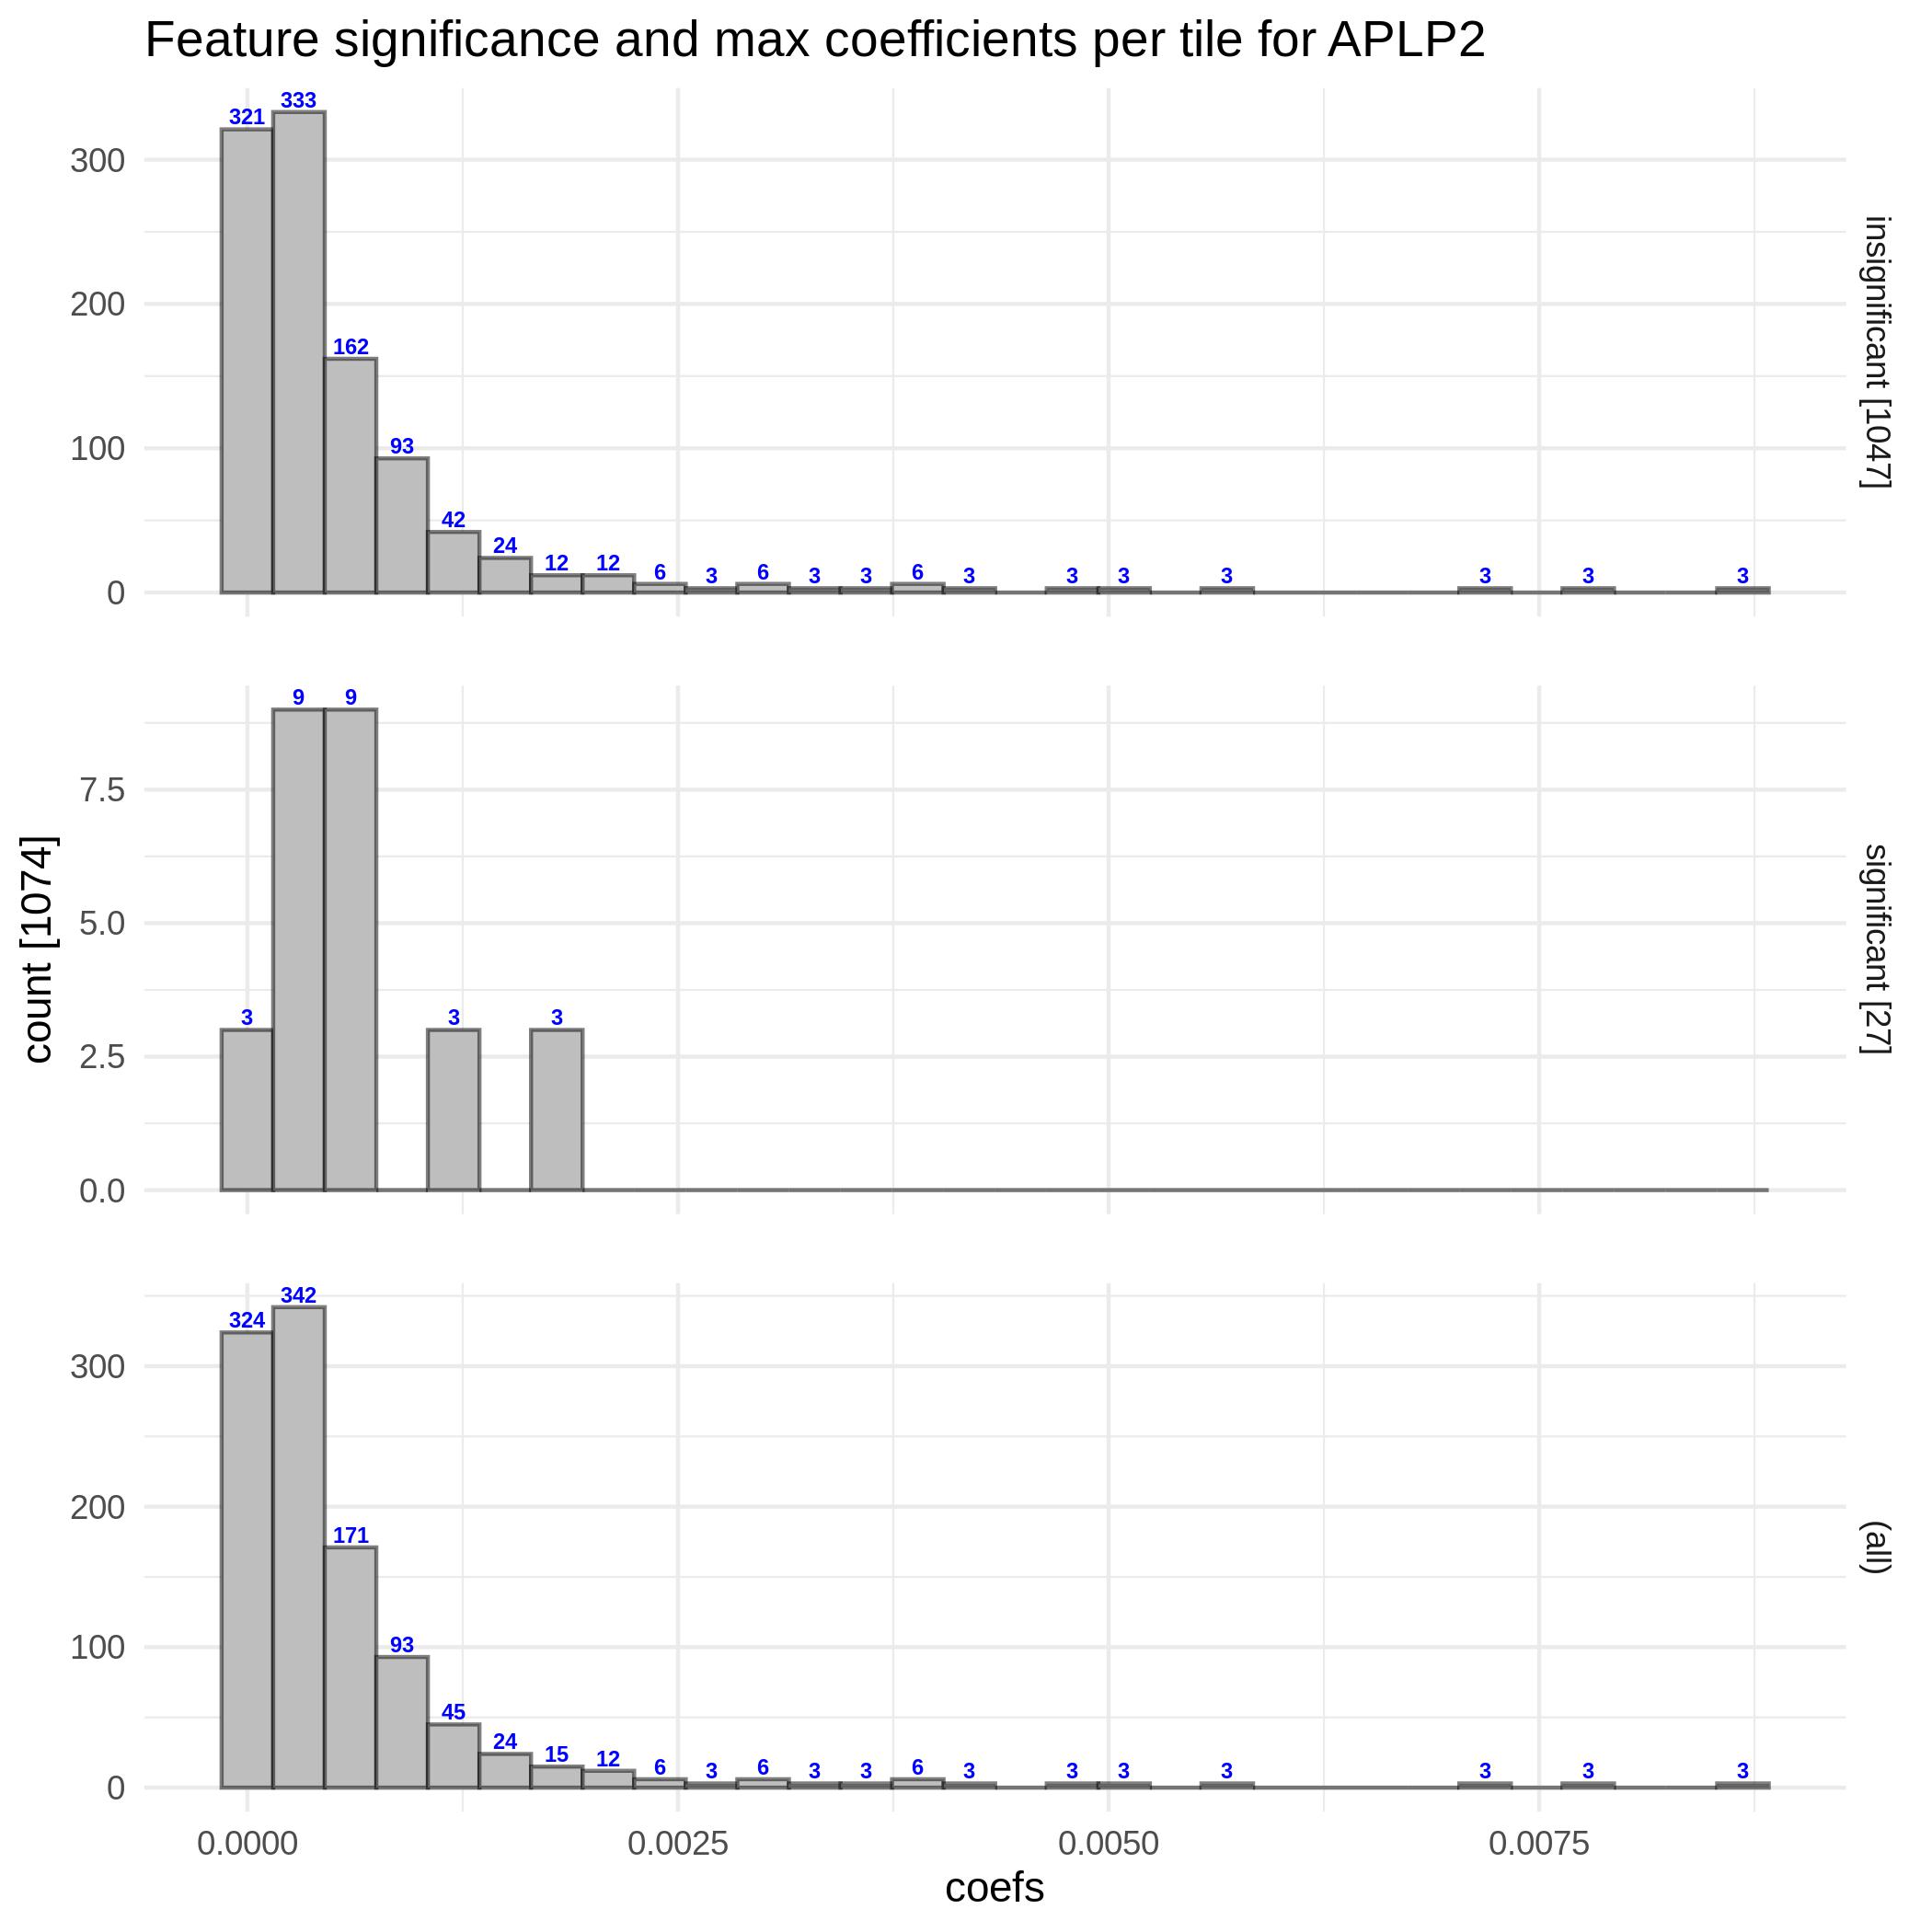 Feature significance and max coefficients per tile for APLP2
321 333 162 93 42 24 12 12 6 3 6 3 3 6 3 3 3 3 3 3 3
300
200
100
0
insignificant [1047]
3 9 9 3 3
7.5
5.0
2.5
0.0
significant [27]
count [1074]
324 342 171 93 45 24 15 12 6 3 6 3 3 6 3 3 3 3 3 3 3
300
200
100
0
(all)
0.0000 0.0025 0.0050 0.0075
coefs